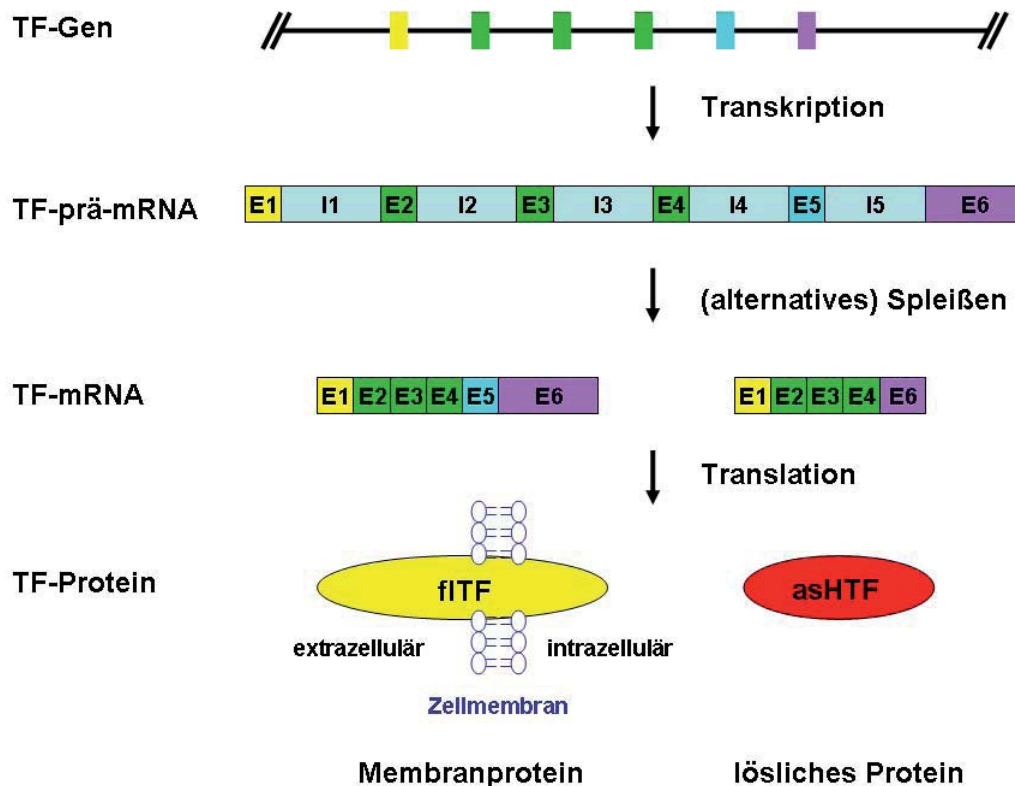 TF-Gen
Transkription
TF-prä-mRNA
E1 I1 E2 I2 E3 I3 E4 I4 E5 I5 E6
(alternatives) Spleißen
TF-mRNA
E1 E2 E3 E4 E5 E6
E1 E2 E3 E4 E6
Translation
TF-Protein
flTF
asHTF
extrazellulär
intrazellulär
Zellmembran
Membranprotein
lösliches Protein